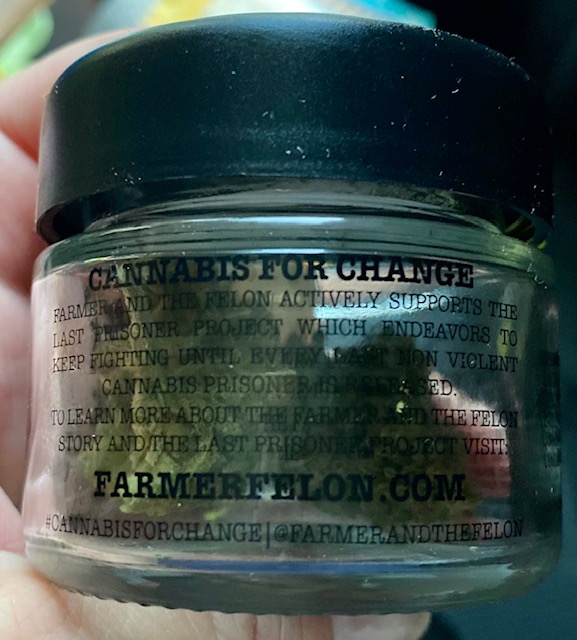 CANNABIS FOR CHANGE
FARMER AND THE FELON ACTIVELY SUPPORTS THE
LAST PRISONER PROJECT WHICH ENDEAVORS TO
KEEP FIGHTING UNTIL EVERY LAST NON VIOLENT
CANNABIS PRISONER IS RELEASED.
TO LEARN MORE ABOUT THE FARMER AND THE FELON
STORY AND THE LAST PRISONER PROJECT VISIT:
FARMERFELON.COM
#CANNABISFORCHANGE|@FARMERANDTHEFELON